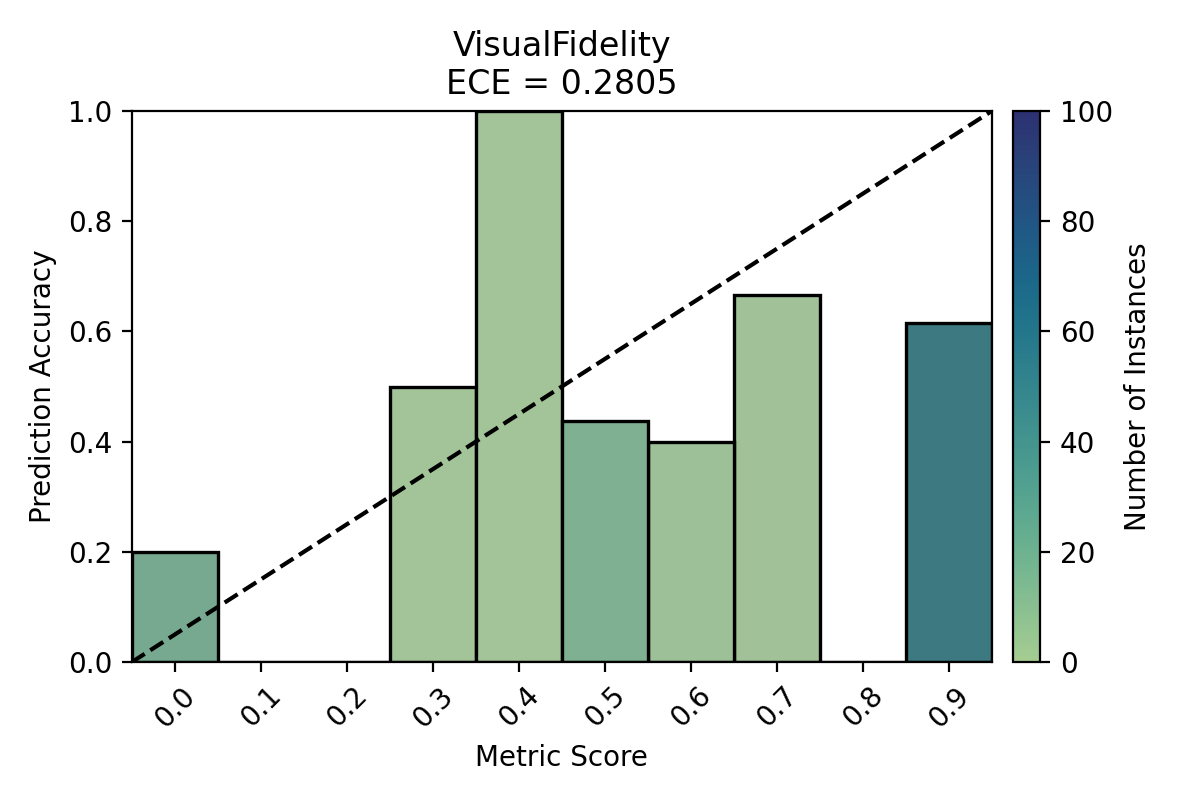 VisualFidelity
ECE = 0.2805
Prediction Accuracy
1.0
0.8
0.6
0.4
0.2
0.0
0.0 0.1 0.2 0.3 0.4 0.5 0.6 0.7 0.8 0.9
Metric Score
100
80
60
40
20
0
Number of Instances